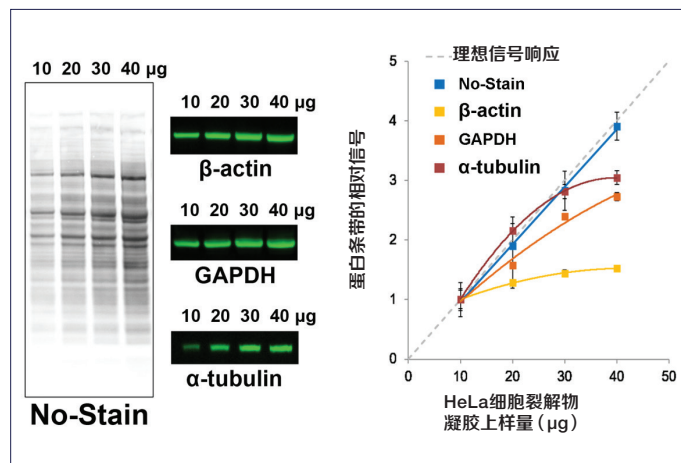 10 20 30 40 µg
No-Stain
10 20 30 40 µg
β-actin
10 20 30 40 µg
GAPDH
10 20 30 40 µg
α-tubulin
蛋白条带的相对信号
5
4
3
2
1
0
理想信号响应
No-Stain
β-actin
GAPDH
α-tubulin
0 10 20 30 40 50
HeLa细胞裂解物
凝胶上样量(µg)